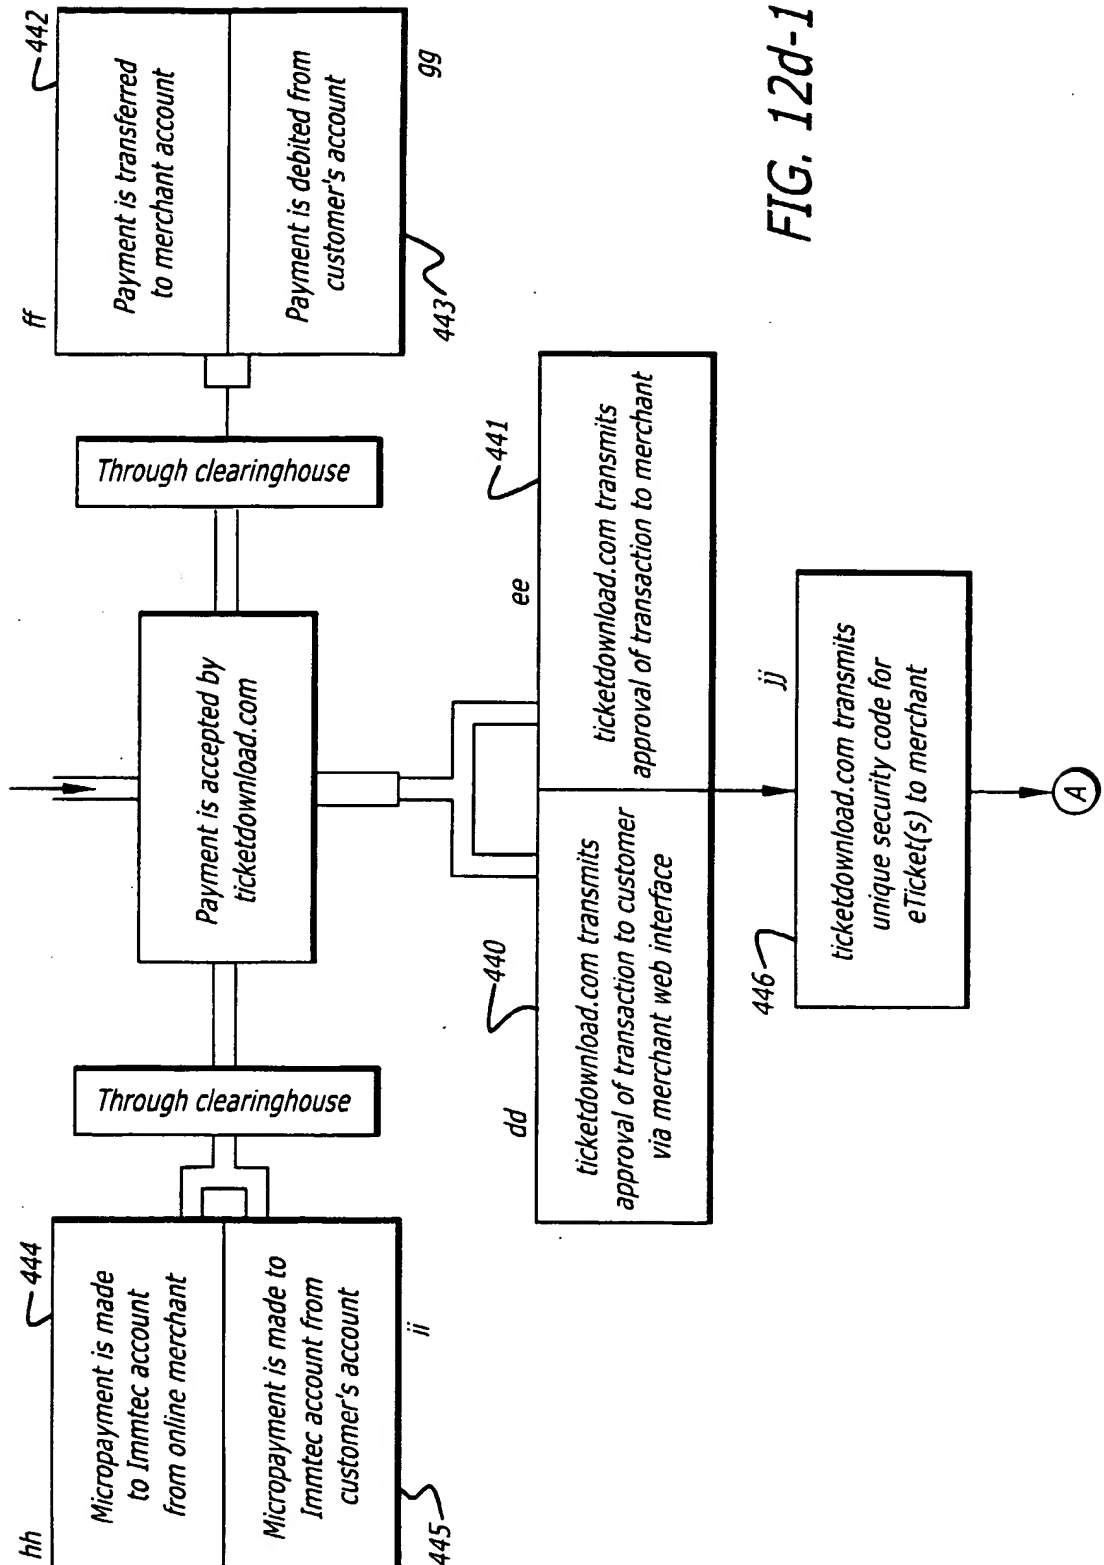 hh
444
Micropayment is made
to Immtec account
from online merchant
Micropayment is made to
Immtec account from
customer's account
ii
445
Through clearinghouse
Payment is accepted by
ticketdownload.com
Through clearinghouse
ff
442
Payment is transferred
to merchant account
Payment is debited from
customer's account
gg
443
dd
440
ticketdownload.com transmits
approval of transaction to customer
via merchant web interface
ee
441
ticketdownload.com transmits
approval of transaction to merchant
446
jj
ticketdownload.com transmits
unique security code for
eTicket(s) to merchant
A
FIG. 12d-1